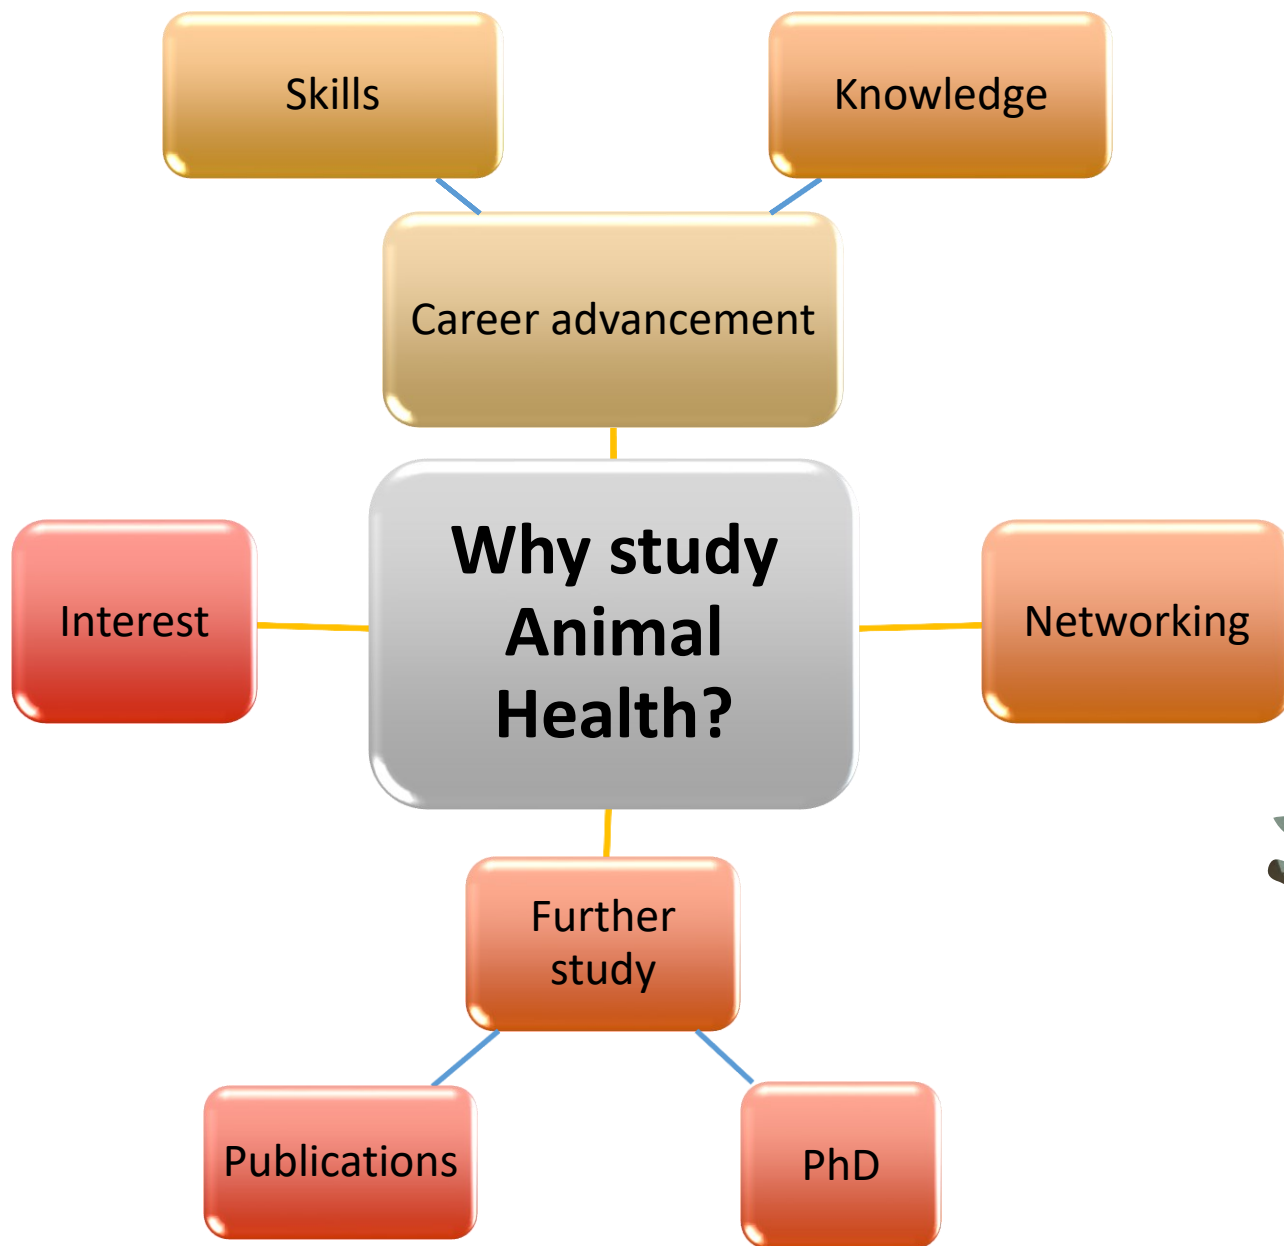 Skills
Knowledge
Career advancement
Why study
Animal
Health?
Interest
Networking
Further
study
Publications
PhD